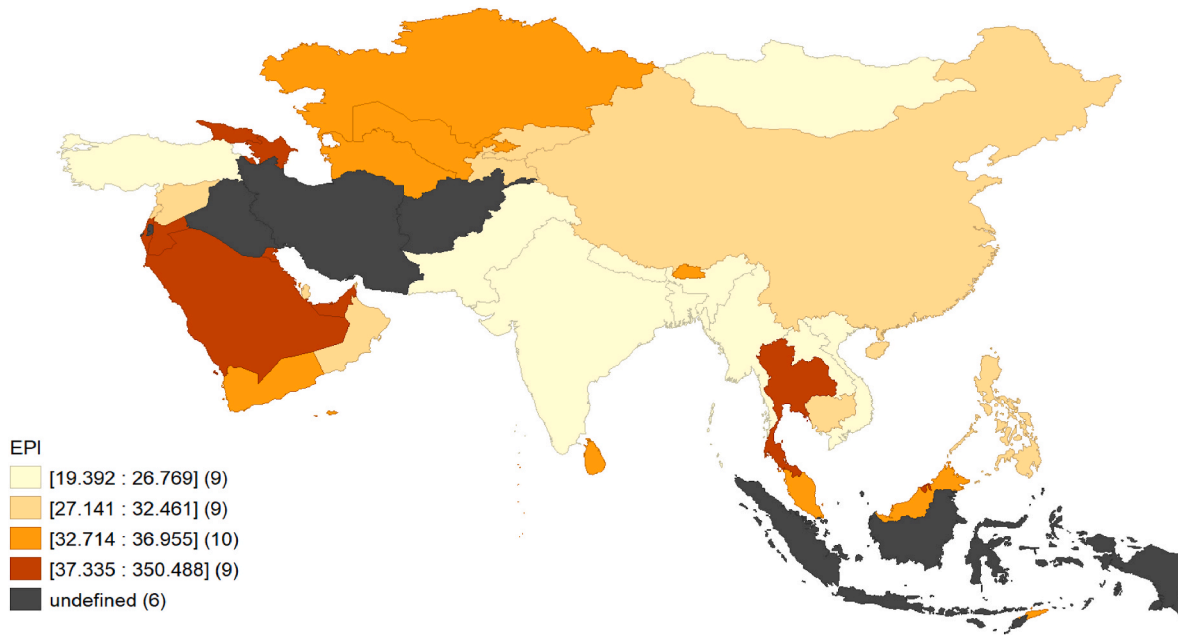 EPI
[19.392 : 26.769] (9)
[27.141 : 32.461] (9)
[32.714 : 36.955] (10)
[37.335 : 350.488] (9)
undefined (6)